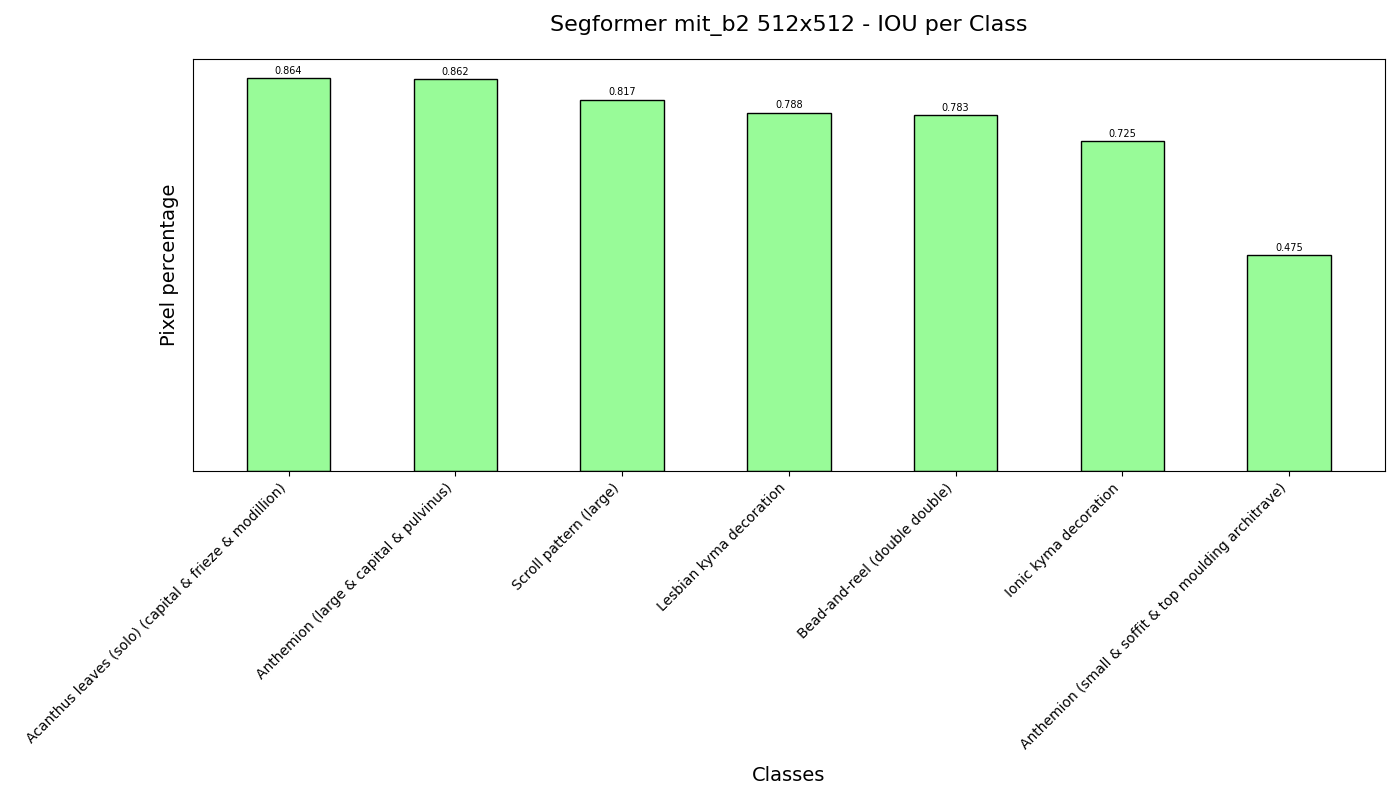 Segformer mit_b2 512x512 - IOU per Class
Pixel percentage
0.864
0.862
0.817
0.788
0.783
0.725
0.475
Acanthus leaves (solo) (capital & frieze & modillion)
Anthemion (large & capital & pulvinus)
Scroll pattern (large)
Lesbian kyma decoration
Bead-and-reel (double double)
Ionic kyma decoration
Anthemion (small & soffit & top moulding architrave)
Classes